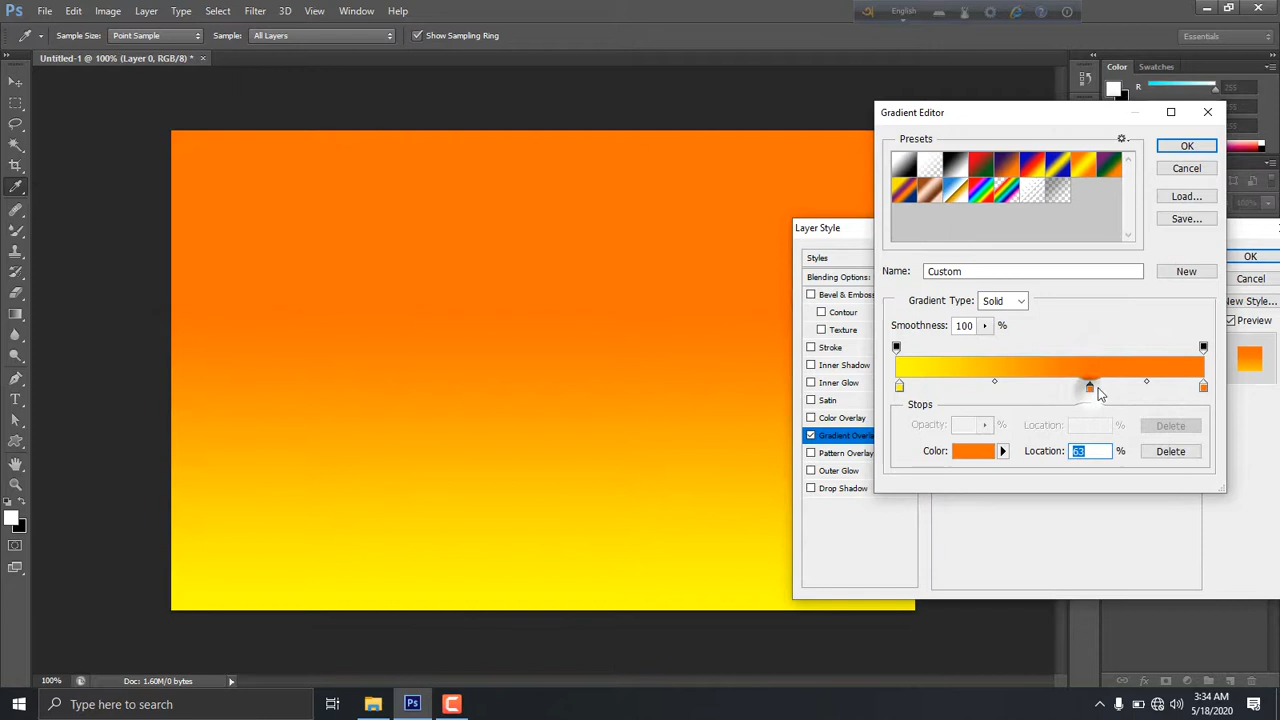 Ps File Edit Image Layer Type Select Filter 3D View Window Help
English
Sample Size: Point Sample Sample: All Layers Show Sampling Ring Essentials
Untitled-1 @ 100% (Layer 0, RGB/8) * ×
Color Swatches
R 255
Gradient Editor
Presets
OK
Cancel
Load...
Save...
Name: Custom New
Gradient Type: Solid
Smoothness: 100 %
Stops
Opacity: % Location: % Delete
Color: Location: 63 % Delete
Layer Style
Styles
Blending Options:
Bevel & Emboss
Contour
Texture
Stroke
Inner Shadow
Inner Glow
Satin
Color Overlay
Gradient Overla
Pattern Overlay
Outer Glow
Drop Shadow
OK
Cancel
New Style...
Preview
100% Doc: 1.60M/0 bytes
Type here to search
Ps
3:34 AM
5/18/2020